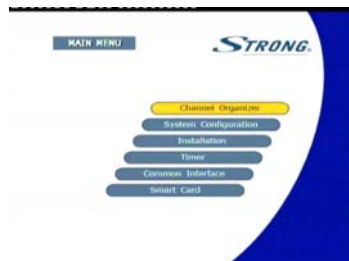 MAIN MENU
STRONG.
Channel Organizer
System Configuration
Installation
Timer
Common Interface
Smart Card